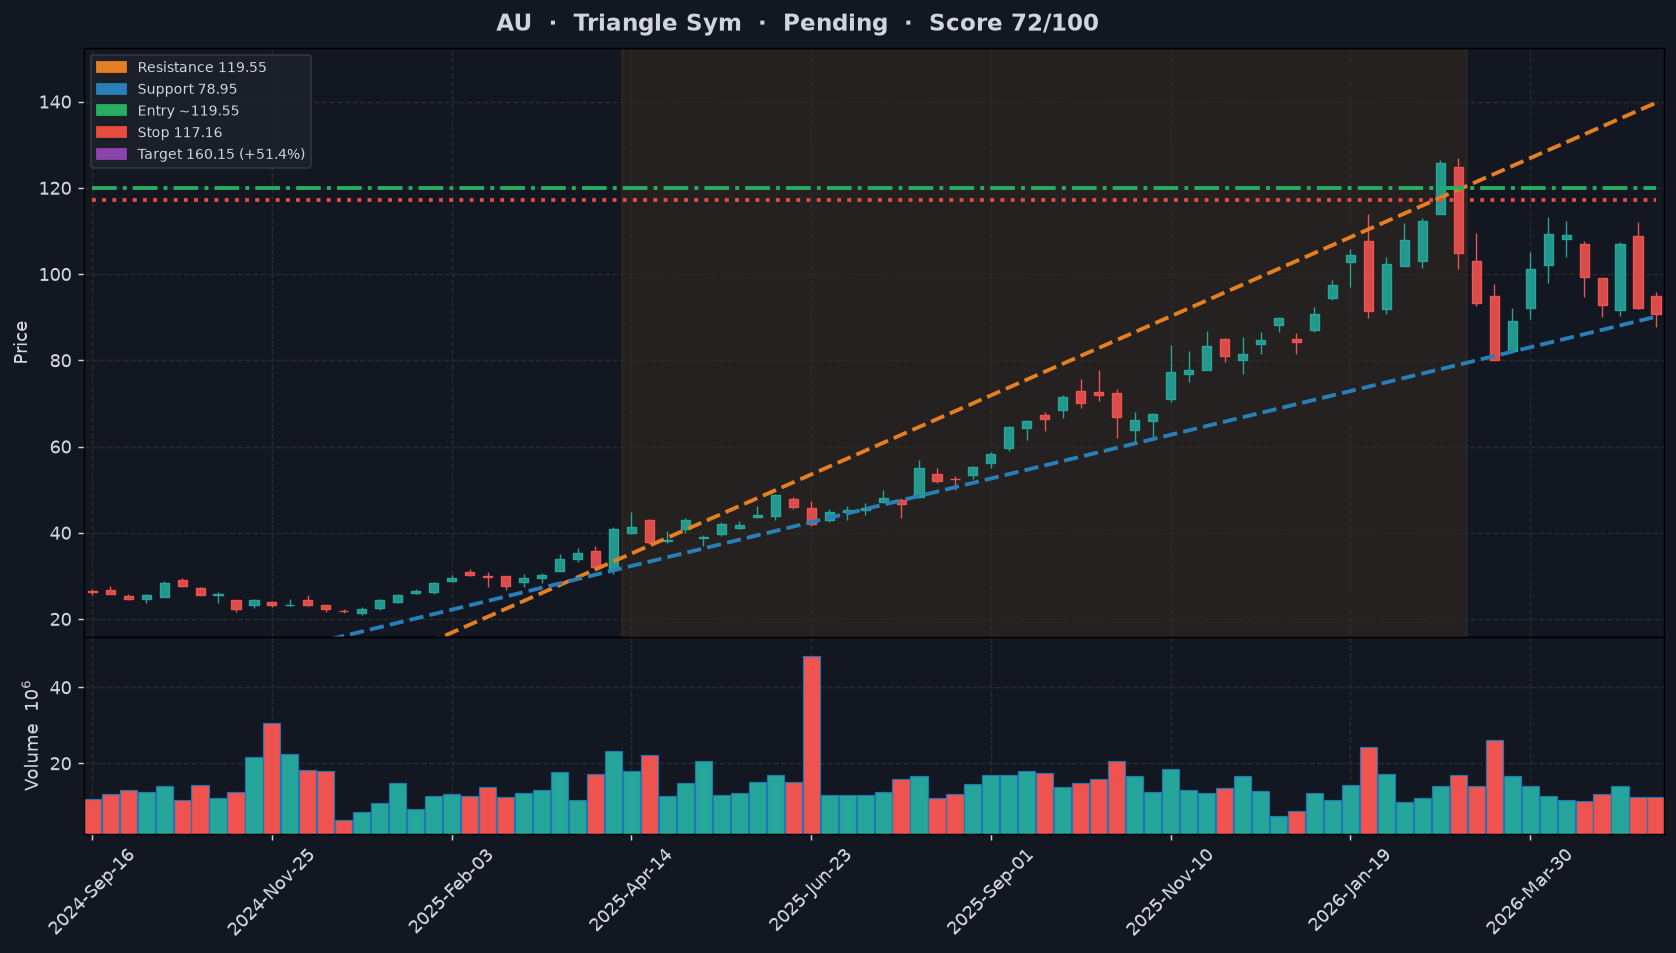 AU · Triangle Sym · Pending · Score 72/100
Resistance 119.55
Support 78.95
Entry ~119.55
Stop 117.16
Target 160.15 (+51.4%)
Price
140
120
100
80
60
40
20
Volume 10⁶
40
20
2024-Sep-16
2024-Nov-25
2025-Feb-03
2025-Apr-14
2025-Jun-23
2025-Sep-01
2025-Nov-10
2026-Jan-19
2026-Mar-30